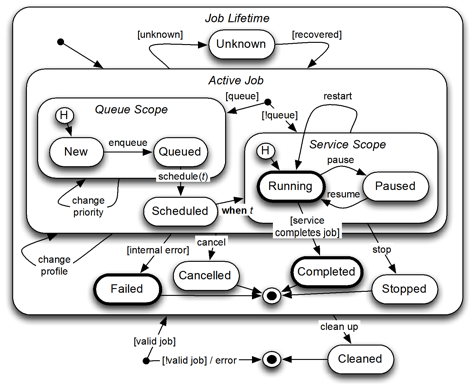 Job Lifetime
[unknown]
[recovered]
Unknown
Active Job
Queue Scope
[queue]
[!queue]
restart
H
New
enqueue
Queued
Service Scope
H
pause
Running
Paused
resume
schedule(t)
change
priority
Scheduled
when t
[service
completes job]
change
profile
[internal error]
cancel
stop
Cancelled
Completed
Failed
Stopped
clean up
[valid job]
[!valid job] / error
Cleaned